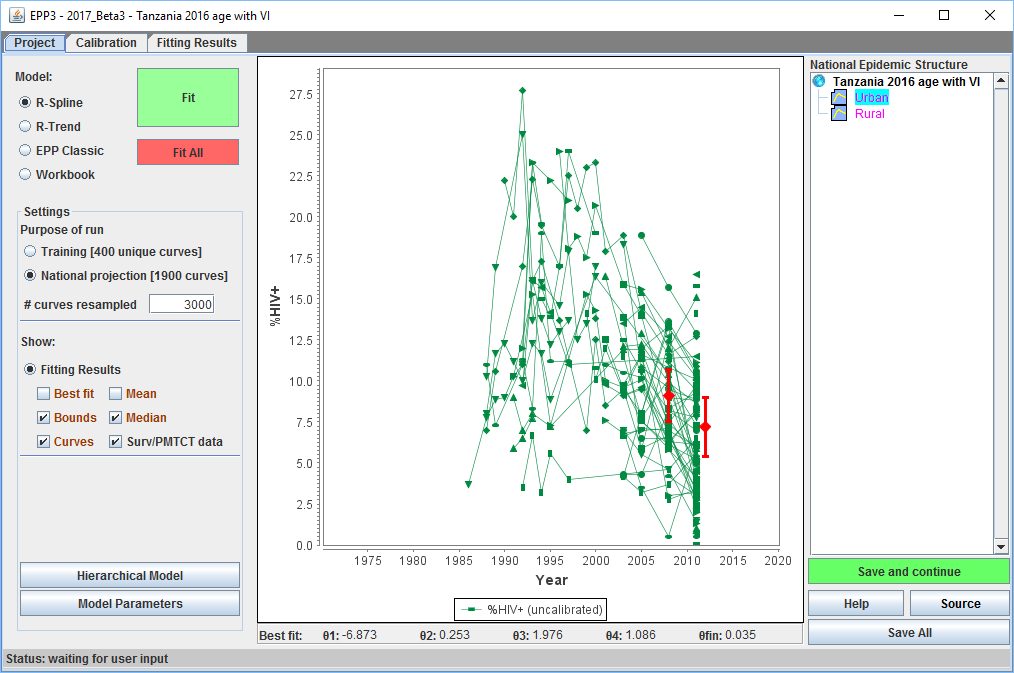 EPP3 - 2017_Beta3 - Tanzania 2016 age with VI
Project
Calibration
Fitting Results
Model:
R-Spline
R-Trend
EPP Classic
Workbook
Fit
Fit All
Settings
Purpose of run
Training [400 unique curves]
National projection [1900 curves]
# curves resampled 3000
Show:
Fitting Results
Best fit
Mean
Bounds
Median
Curves
Surv/PMTCT data
Hierarchical Model
Model Parameters
%HIV+
27.5
25.0
22.5
20.0
17.5
15.0
12.5
10.0
7.5
5.0
2.5
0.0
1975 1980 1985 1990 1995 2000 2005 2010 2015 2020
Year
%HIV+ (uncalibrated)
Best fit: θ1: -6.873 θ2: 0.253 θ3: 1.976 θ4: 1.086 θfin: 0.035
National Epidemic Structure
Tanzania 2016 age with VI
Urban
Rural
Save and continue
Help
Source
Save All
Status: waiting for user input